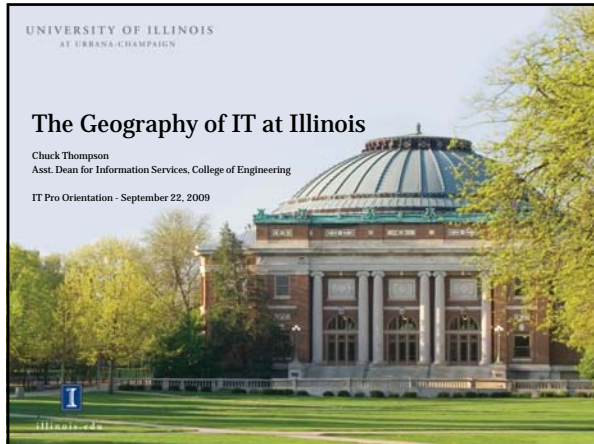 UNIVERSITY OF ILLINOIS
AT URBANA-CHAMPAIGN
The Geography of IT at Illinois
Chuck Thompson
Asst. Dean for Information Services, College of Engineering
IT Pro Orientation - September 22, 2009
I
illinois.edu